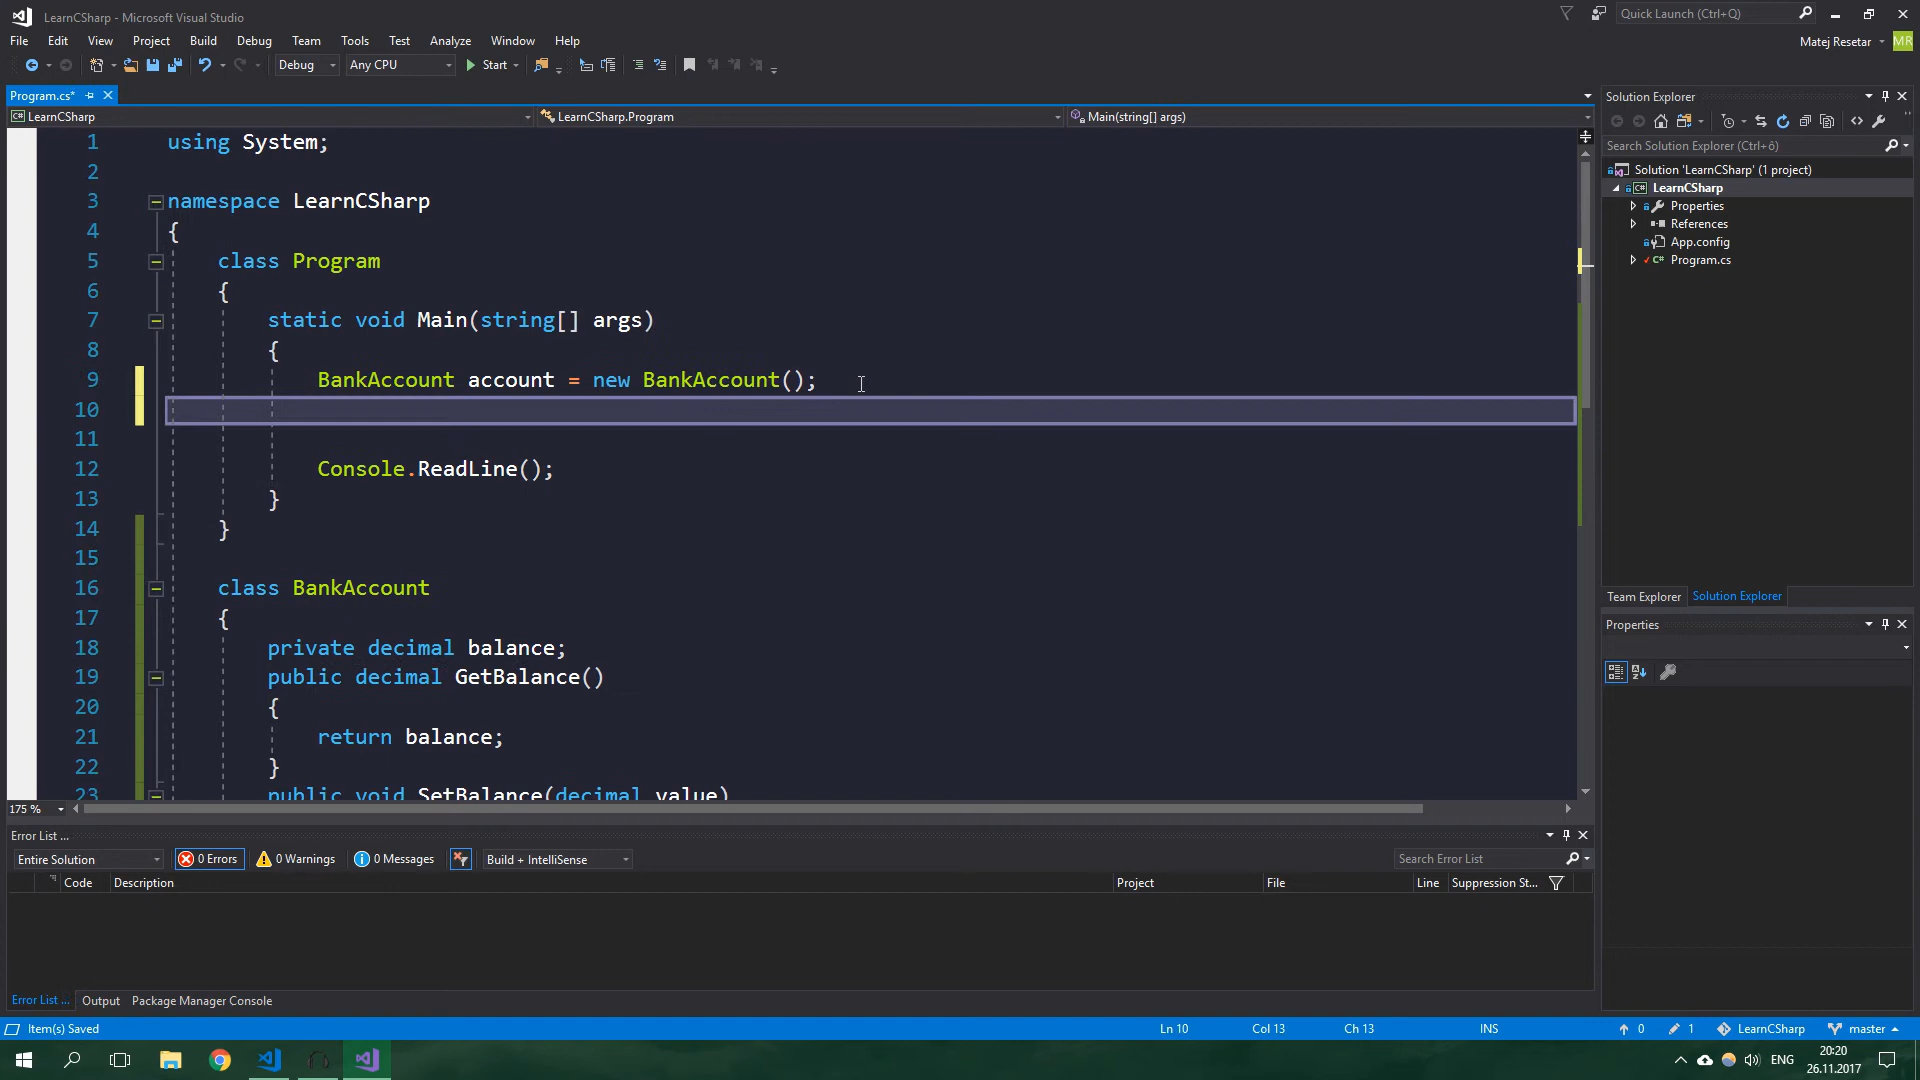 LearnCSharp - Microsoft Visual Studio
Quick Launch (Ctrl+Q)
File Edit View Project Build Debug Team Tools Test Analyze Window Help
Matej Resetar MR
Debug Any CPU Start
Program.cs*
LearnCSharp LearnCSharp.Program Main(string[] args)
1 using System;
2
3 namespace LearnCSharp
4 {
5 class Program
6 {
7 static void Main(string[] args)
8 {
9 BankAccount account = new BankAccount();
10
11
12 Console.ReadLine();
13 }
14 }
15
16 class BankAccount
17 {
18 private decimal balance;
19 public decimal GetBalance()
20 {
21 return balance;
22 }
23 public void SetBalance(decimal value)
175 %
Solution Explorer
Search Solution Explorer (Ctrl+ô)
Solution 'LearnCSharp' (1 project)
LearnCSharp
Properties
References
App.config
Program.cs
Team Explorer Solution Explorer
Properties
Error List ...
Entire Solution 0 Errors 0 Warnings 0 Messages Build + IntelliSense Search Error List
Code Description Project File Line Suppression St...
Error List ... Output Package Manager Console
Item(s) Saved Ln 10 Col 13 Ch 13 INS 0 1 LearnCSharp master
ENG 20:20
26.11.2017